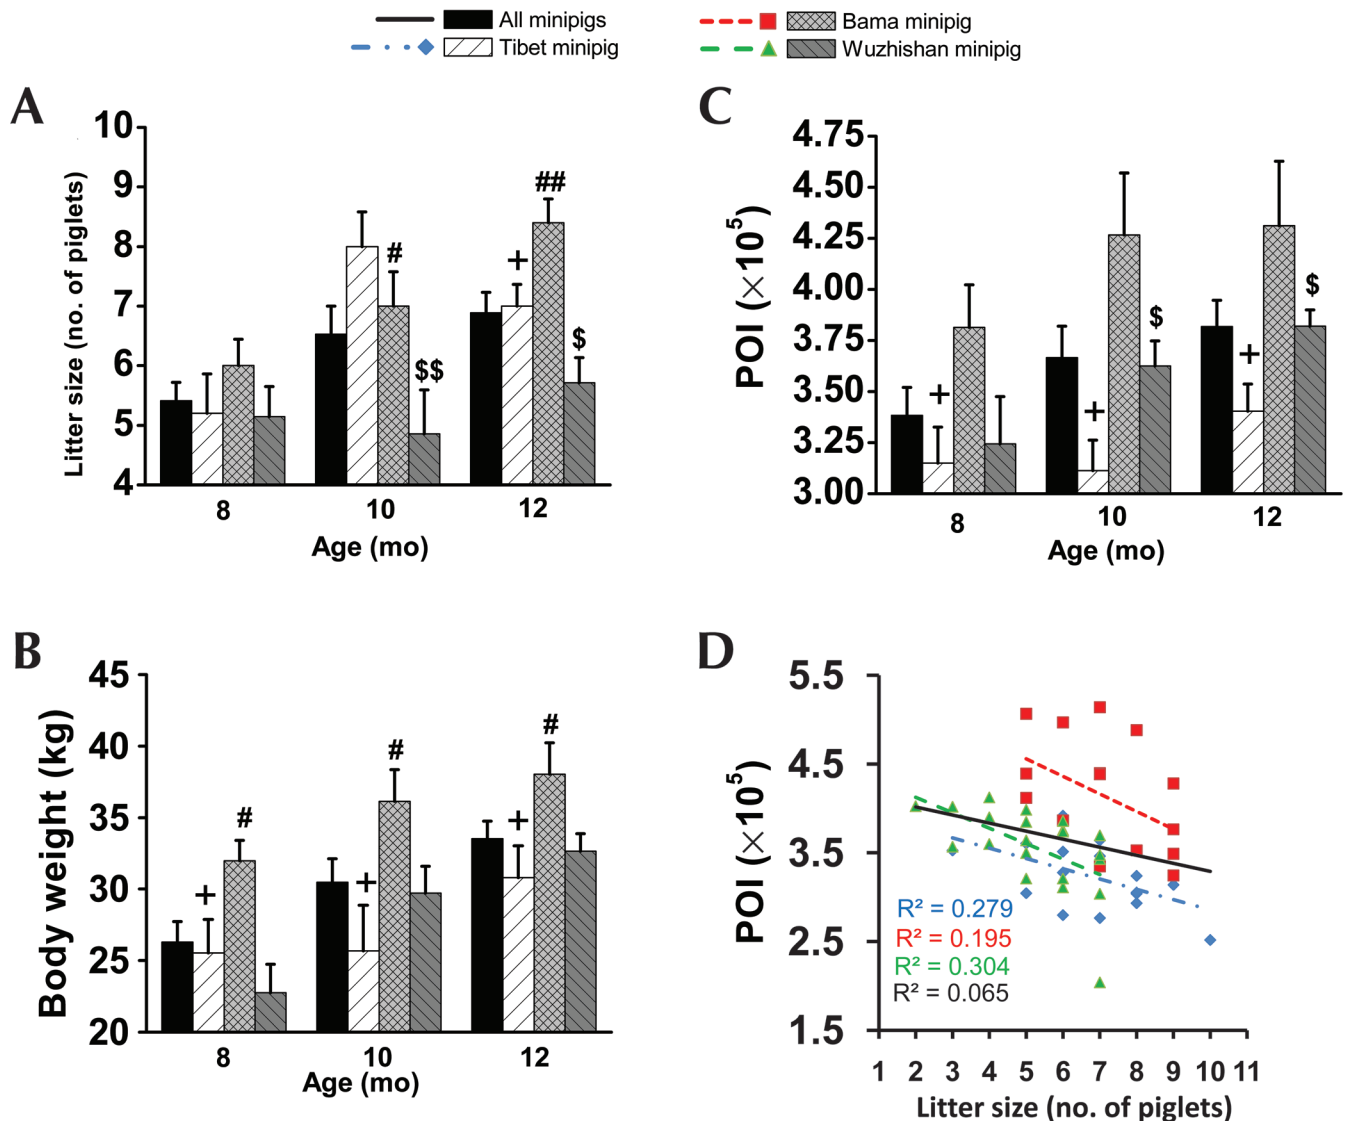 All minipigs
Bama minipig
Tibet minipig
Wuzhishan minipig
A
10
9
8
7
6
5
4
Litter size (no. of piglets)
#
$$
+
##
$
8
10
12
Age (mo)
C
4.75
4.50
4.25
4.00
3.75
3.50
3.25
3.00
POI (×10⁵)
+
+
$
+
$
8
10
12
Age (mo)
B
45
40
35
30
25
20
Body weight (kg)
+
#
+
#
+
#
8
10
12
Age (mo)
D
5.5
4.5
3.5
2.5
1.5
POI (×10⁵)
R² = 0.279
R² = 0.195
R² = 0.304
R² = 0.065
1 2 3 4 5 6 7 8 9 10 11
Litter size (no. of piglets)